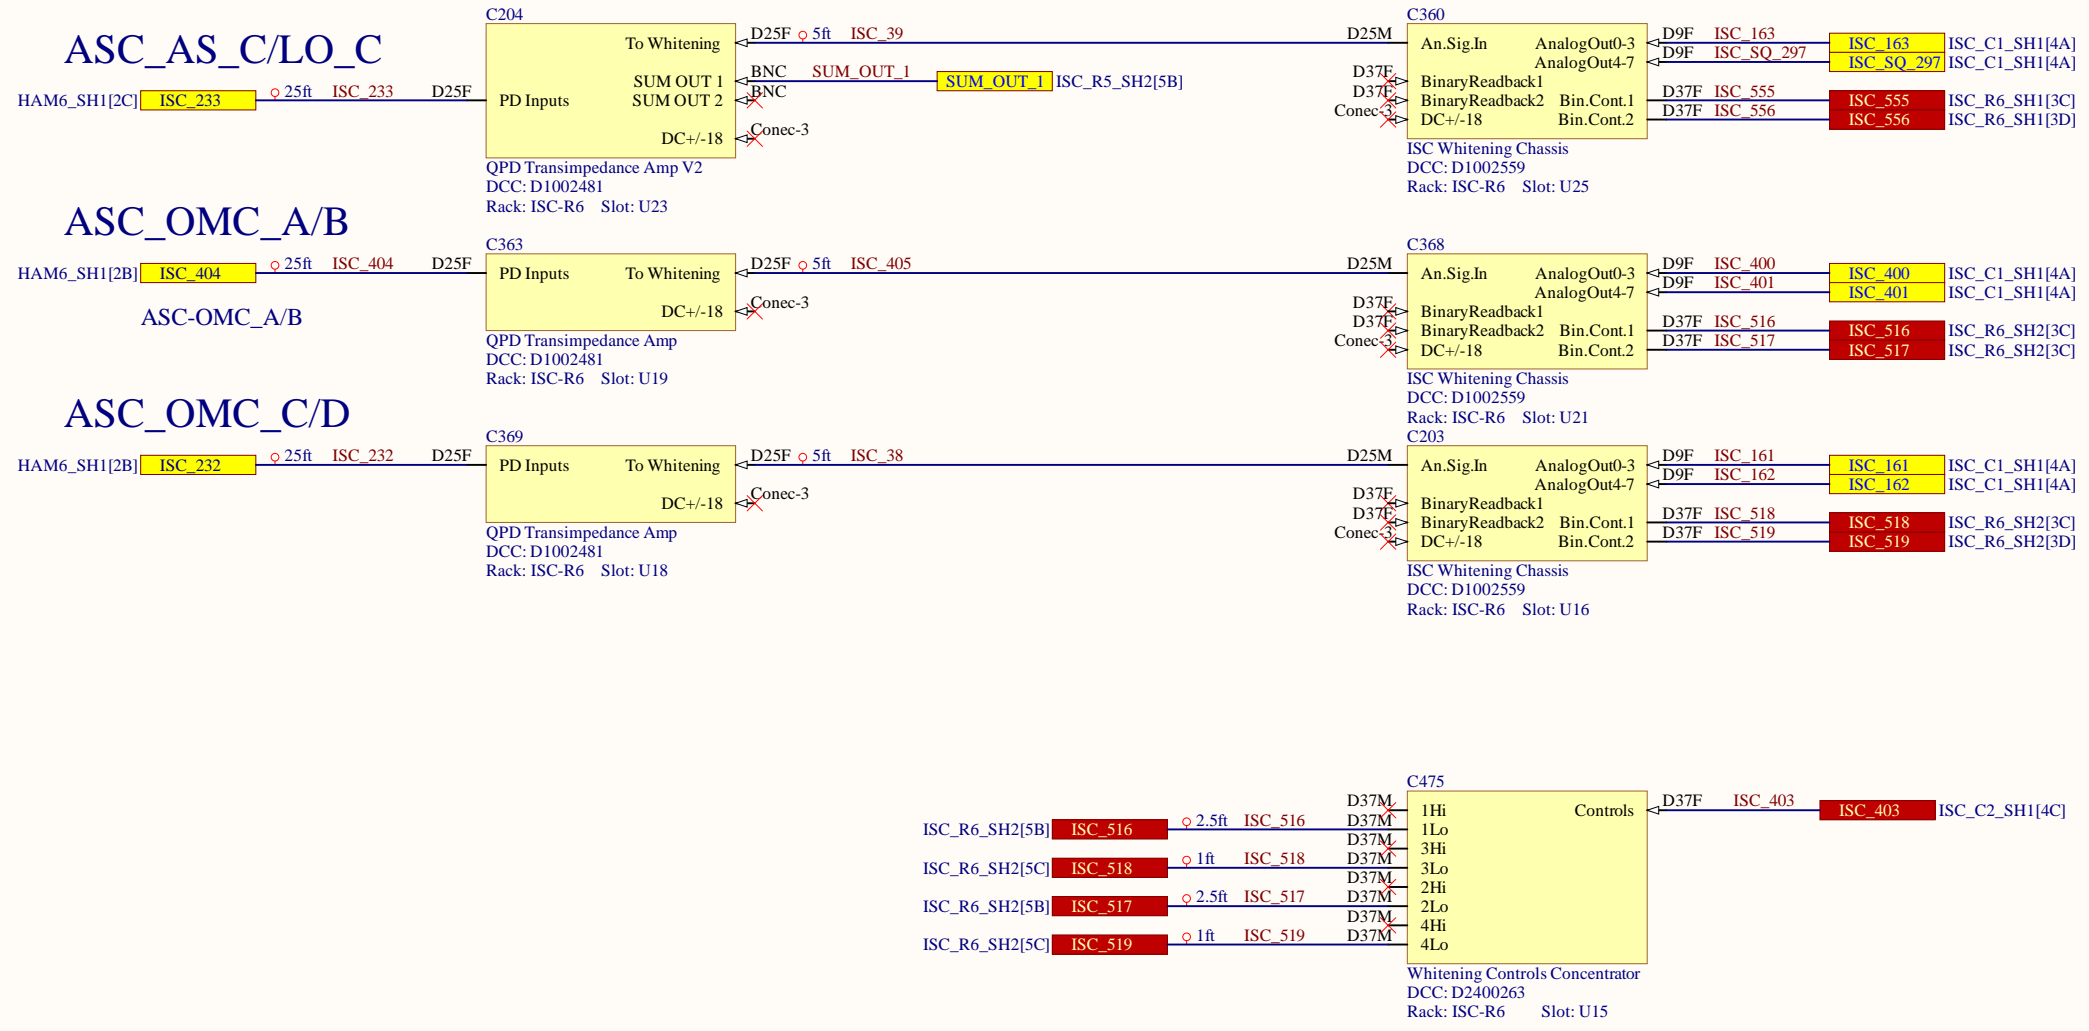 ASC_AS_C/LO_C
HAM6_SH1[2C] ISC_233 25ft ISC_233 D25F
C204
To Whitening
SUM OUT 1
PD Inputs SUM OUT 2
DC+/-18
QPD Transimpedance Amp V2
DCC: D1002481
Rack: ISC-R6 Slot: U23
D25F 5ft ISC_39 D25M
BNC SUM_OUT_1 SUM_OUT_1 ISC_R5_SH2[5B]
BNC
Conec-3
C360
An.Sig.In AnalogOut0-3
AnalogOut4-7
D37F BinaryReadback1
D37F BinaryReadback2 Bin.Cont.1
Conec-3 DC+/-18 Bin.Cont.2
ISC Whitening Chassis
DCC: D1002559
Rack: ISC-R6 Slot: U25
D9F ISC_163 ISC_163 ISC_C1_SH1[4A]
D9F ISC_SQ_297 ISC_SQ_297 ISC_C1_SH1[4A]
D37F ISC_555 ISC_555 ISC_R6_SH1[3C]
D37F ISC_556 ISC_556 ISC_R6_SH1[3D]
ASC_OMC_A/B
HAM6_SH1[2B] ISC_404 25ft ISC_404 D25F
ASC-OMC_A/B
C363
PD Inputs To Whitening
DC+/-18
QPD Transimpedance Amp
DCC: D1002481
Rack: ISC-R6 Slot: U19
D25F 5ft ISC_405 D25M
Conec-3
C368
An.Sig.In AnalogOut0-3
AnalogOut4-7
D37F BinaryReadback1
D37F BinaryReadback2 Bin.Cont.1
Conec-3 DC+/-18 Bin.Cont.2
ISC Whitening Chassis
DCC: D1002559
Rack: ISC-R6 Slot: U21
D9F ISC_400 ISC_400 ISC_C1_SH1[4A]
D9F ISC_401 ISC_401 ISC_C1_SH1[4A]
D37F ISC_516 ISC_516 ISC_R6_SH2[3C]
D37F ISC_517 ISC_517 ISC_R6_SH2[3C]
ASC_OMC_C/D
HAM6_SH1[2B] ISC_232 25ft ISC_232 D25F
C369
PD Inputs To Whitening
DC+/-18
QPD Transimpedance Amp
DCC: D1002481
Rack: ISC-R6 Slot: U18
D25F 5ft ISC_38 D25M
Conec-3
C203
An.Sig.In AnalogOut0-3
AnalogOut4-7
D37F BinaryReadback1
D37F BinaryReadback2 Bin.Cont.1
Conec-3 DC+/-18 Bin.Cont.2
ISC Whitening Chassis
DCC: D1002559
Rack: ISC-R6 Slot: U16
D9F ISC_161 ISC_161 ISC_C1_SH1[4A]
D9F ISC_162 ISC_162 ISC_C1_SH1[4A]
D37F ISC_518 ISC_518 ISC_R6_SH2[3C]
D37F ISC_519 ISC_519 ISC_R6_SH2[3D]
C475
D37M 1Hi Controls D37F ISC_403 ISC_403 ISC_C2_SH1[4C]
ISC_R6_SH2[5B] ISC_516 2.5ft ISC_516 D37M 1Lo
D37M 3Hi
ISC_R6_SH2[5C] ISC_518 1ft ISC_518 D37M 3Lo
D37M 2Hi
ISC_R6_SH2[5B] ISC_517 2.5ft ISC_517 D37M 2Lo
D37M 4Hi
ISC_R6_SH2[5C] ISC_519 1ft ISC_519 D37M 4Lo
Whitening Controls Concentrator
DCC: D2400263
Rack: ISC-R6 Slot: U15